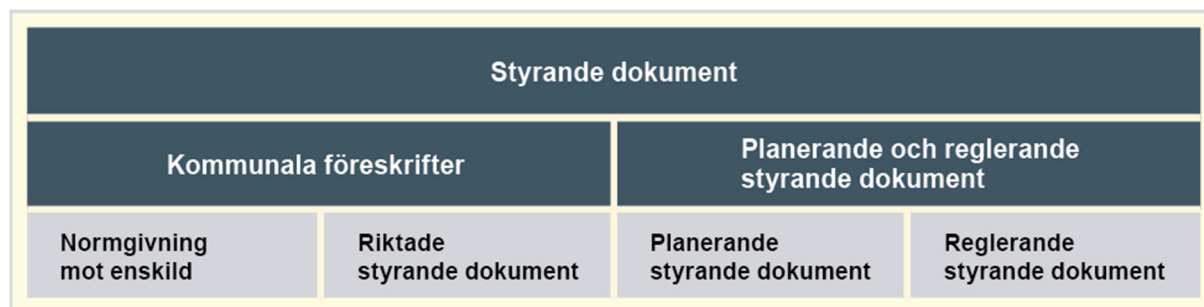 Styrande dokument
Kommunala föreskrifter
Planerande och reglerande
styrande dokument
Normgivning
mot enskild
Riktade
styrande dokument
Planerande
styrande dokument
Reglerande
styrande dokument